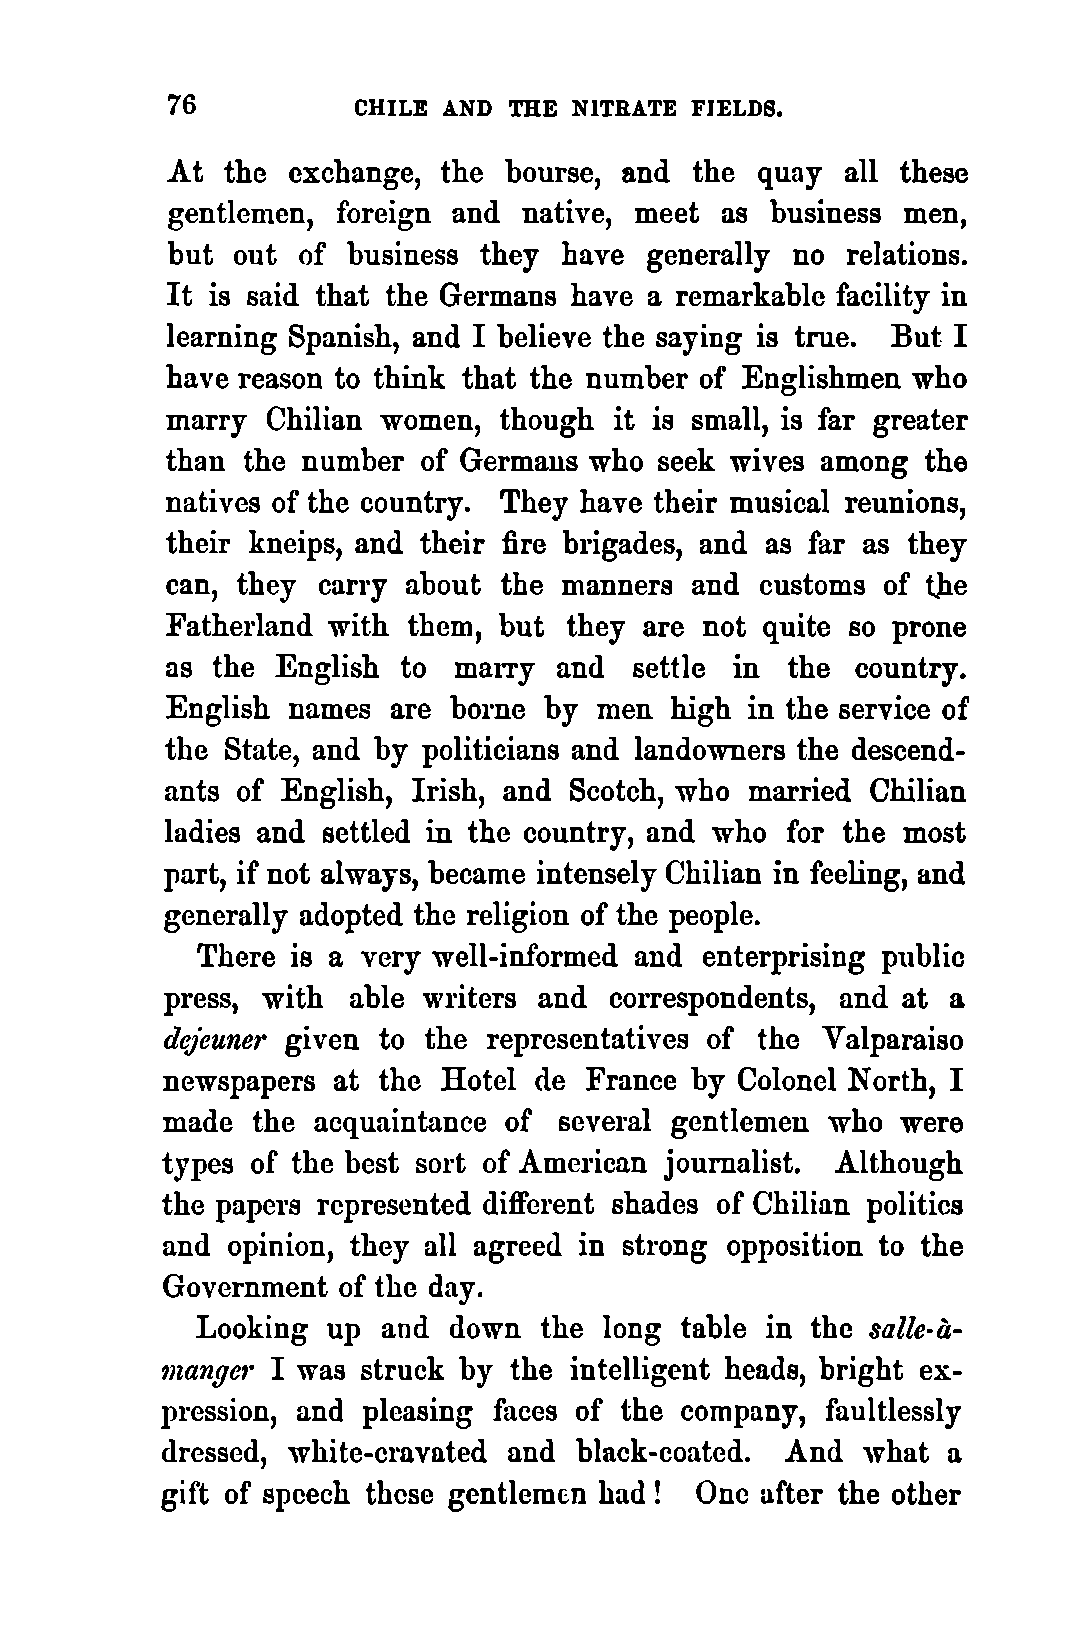 76 CHILE AND THE NITRATE FIELDS.
At the exchange, the bourse, and the quay all these
gentlemen, foreign and native, meet as business men,
but out of business they have generally no relations.
It is said that the Germans have a remarkable facility in
learning Spanish, and I believe the saying is true. But I
have reason to think that the number of Englishmen who
marry Chilian women, though it is small, is far greater
than the number of Germans who seek wives among the
natives of the country. They have their musical reunions,
their kneips, and their fire brigades, and as far as they
can, they carry about the manners and customs of the
Fatherland with them, but they are not quite so prone
as the English to marry and settle in the country.
English names are borne by men high in the service of
the State, and by politicians and landowners the descend-
ants of English, Irish, and Scotch, who married Chilian
ladies and settled in the country, and who for the most
part, if not always, became intensely Chilian in feeling, and
generally adopted the religion of the people.
There is a very well-informed and enterprising public
press, with able writers and correspondents, and at a
dejeuner given to the representatives of the Valparaiso
newspapers at the Hotel de France by Colonel North, I
made the acquaintance of several gentlemen who were
types of the best sort of American journalist. Although
the papers represented different shades of Chilian politics
and opinion, they all agreed in strong opposition to the
Government of the day.
Looking up and down the long table in the salle-à-
manger I was struck by the intelligent heads, bright ex-
pression, and pleasing faces of the company, faultlessly
dressed, white-cravated and black-coated. And what a
gift of speech these gentlemen had! One after the other